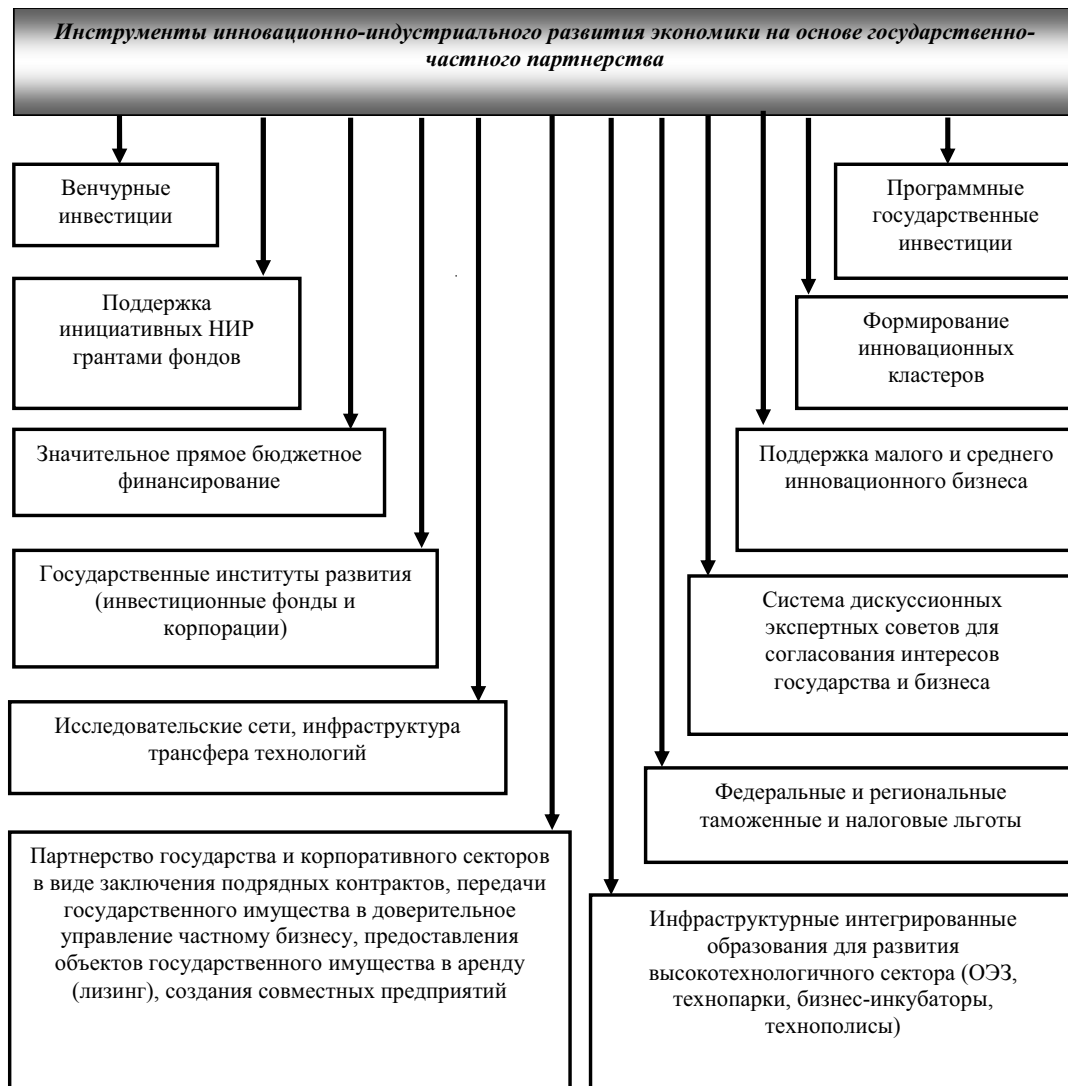 Инструменты инновационно-индустриального развития экономики на основе государственно-
частного партнерства
Венчурные
инвестиции
Программные
государственные
инвестиции
Поддержка
инициативных НИР
грантами фондов
Формирование
инновационных
кластеров
Значительное прямое бюджетное
финансирование
Поддержка малого и среднего
инновационного бизнеса
Государственные институты развития
(инвестиционные фонды и
корпорации)
Система дискуссионных
экспертных советов для
согласования интересов
государства и бизнеса
Исследовательские сети, инфраструктура
трансфера технологий
Федеральные и региональные
таможенные и налоговые льготы
Партнерство государства и корпоративного секторов
в виде заключения подрядных контрактов, передачи
государственного имущества в доверительное
управление частному бизнесу, предоставления
объектов государственного имущества в аренду
(лизинг), создания совместных предприятий
Инфраструктурные интегрированные
образования для развития
высокотехнологичного сектора (ОЭЗ,
технопарки, бизнес-инкубаторы,
технополисы)